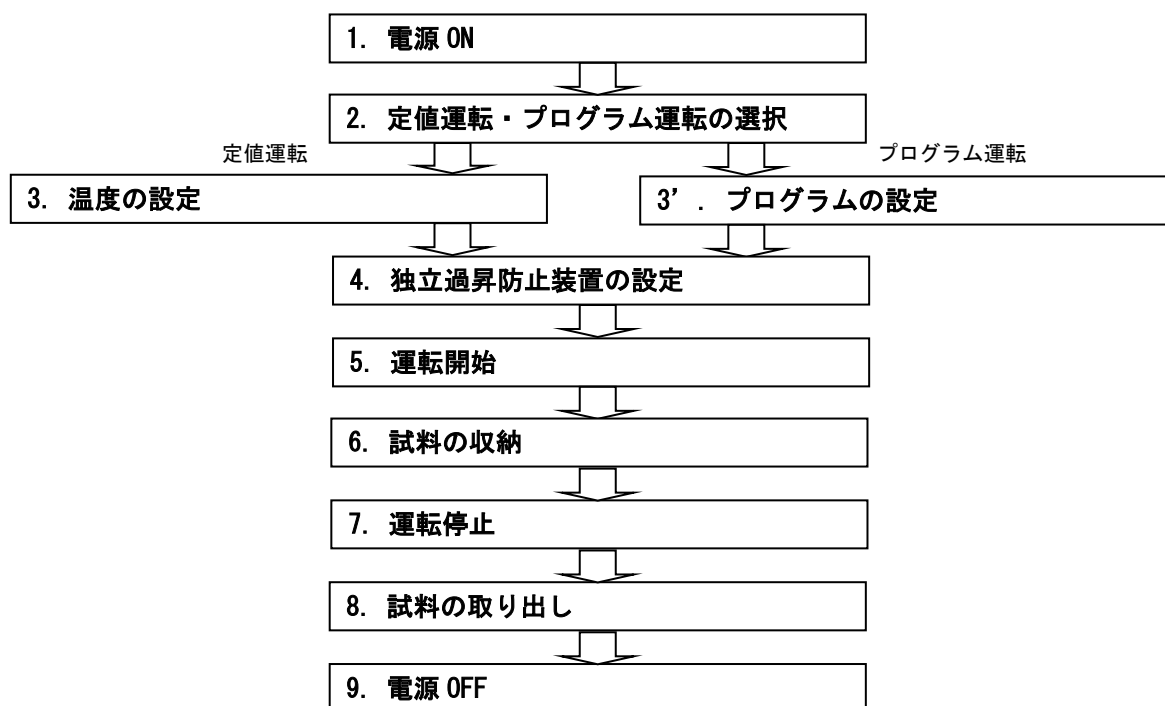 1. 電源 ON
2. 定値運転・プログラム運転の選択
定値運転
プログラム運転
3. 温度の設定
3’. プログラムの設定
4. 独立過昇防止装置の設定
5. 運転開始
6. 試料の収納
7. 運転停止
8. 試料の取り出し
9. 電源 OFF